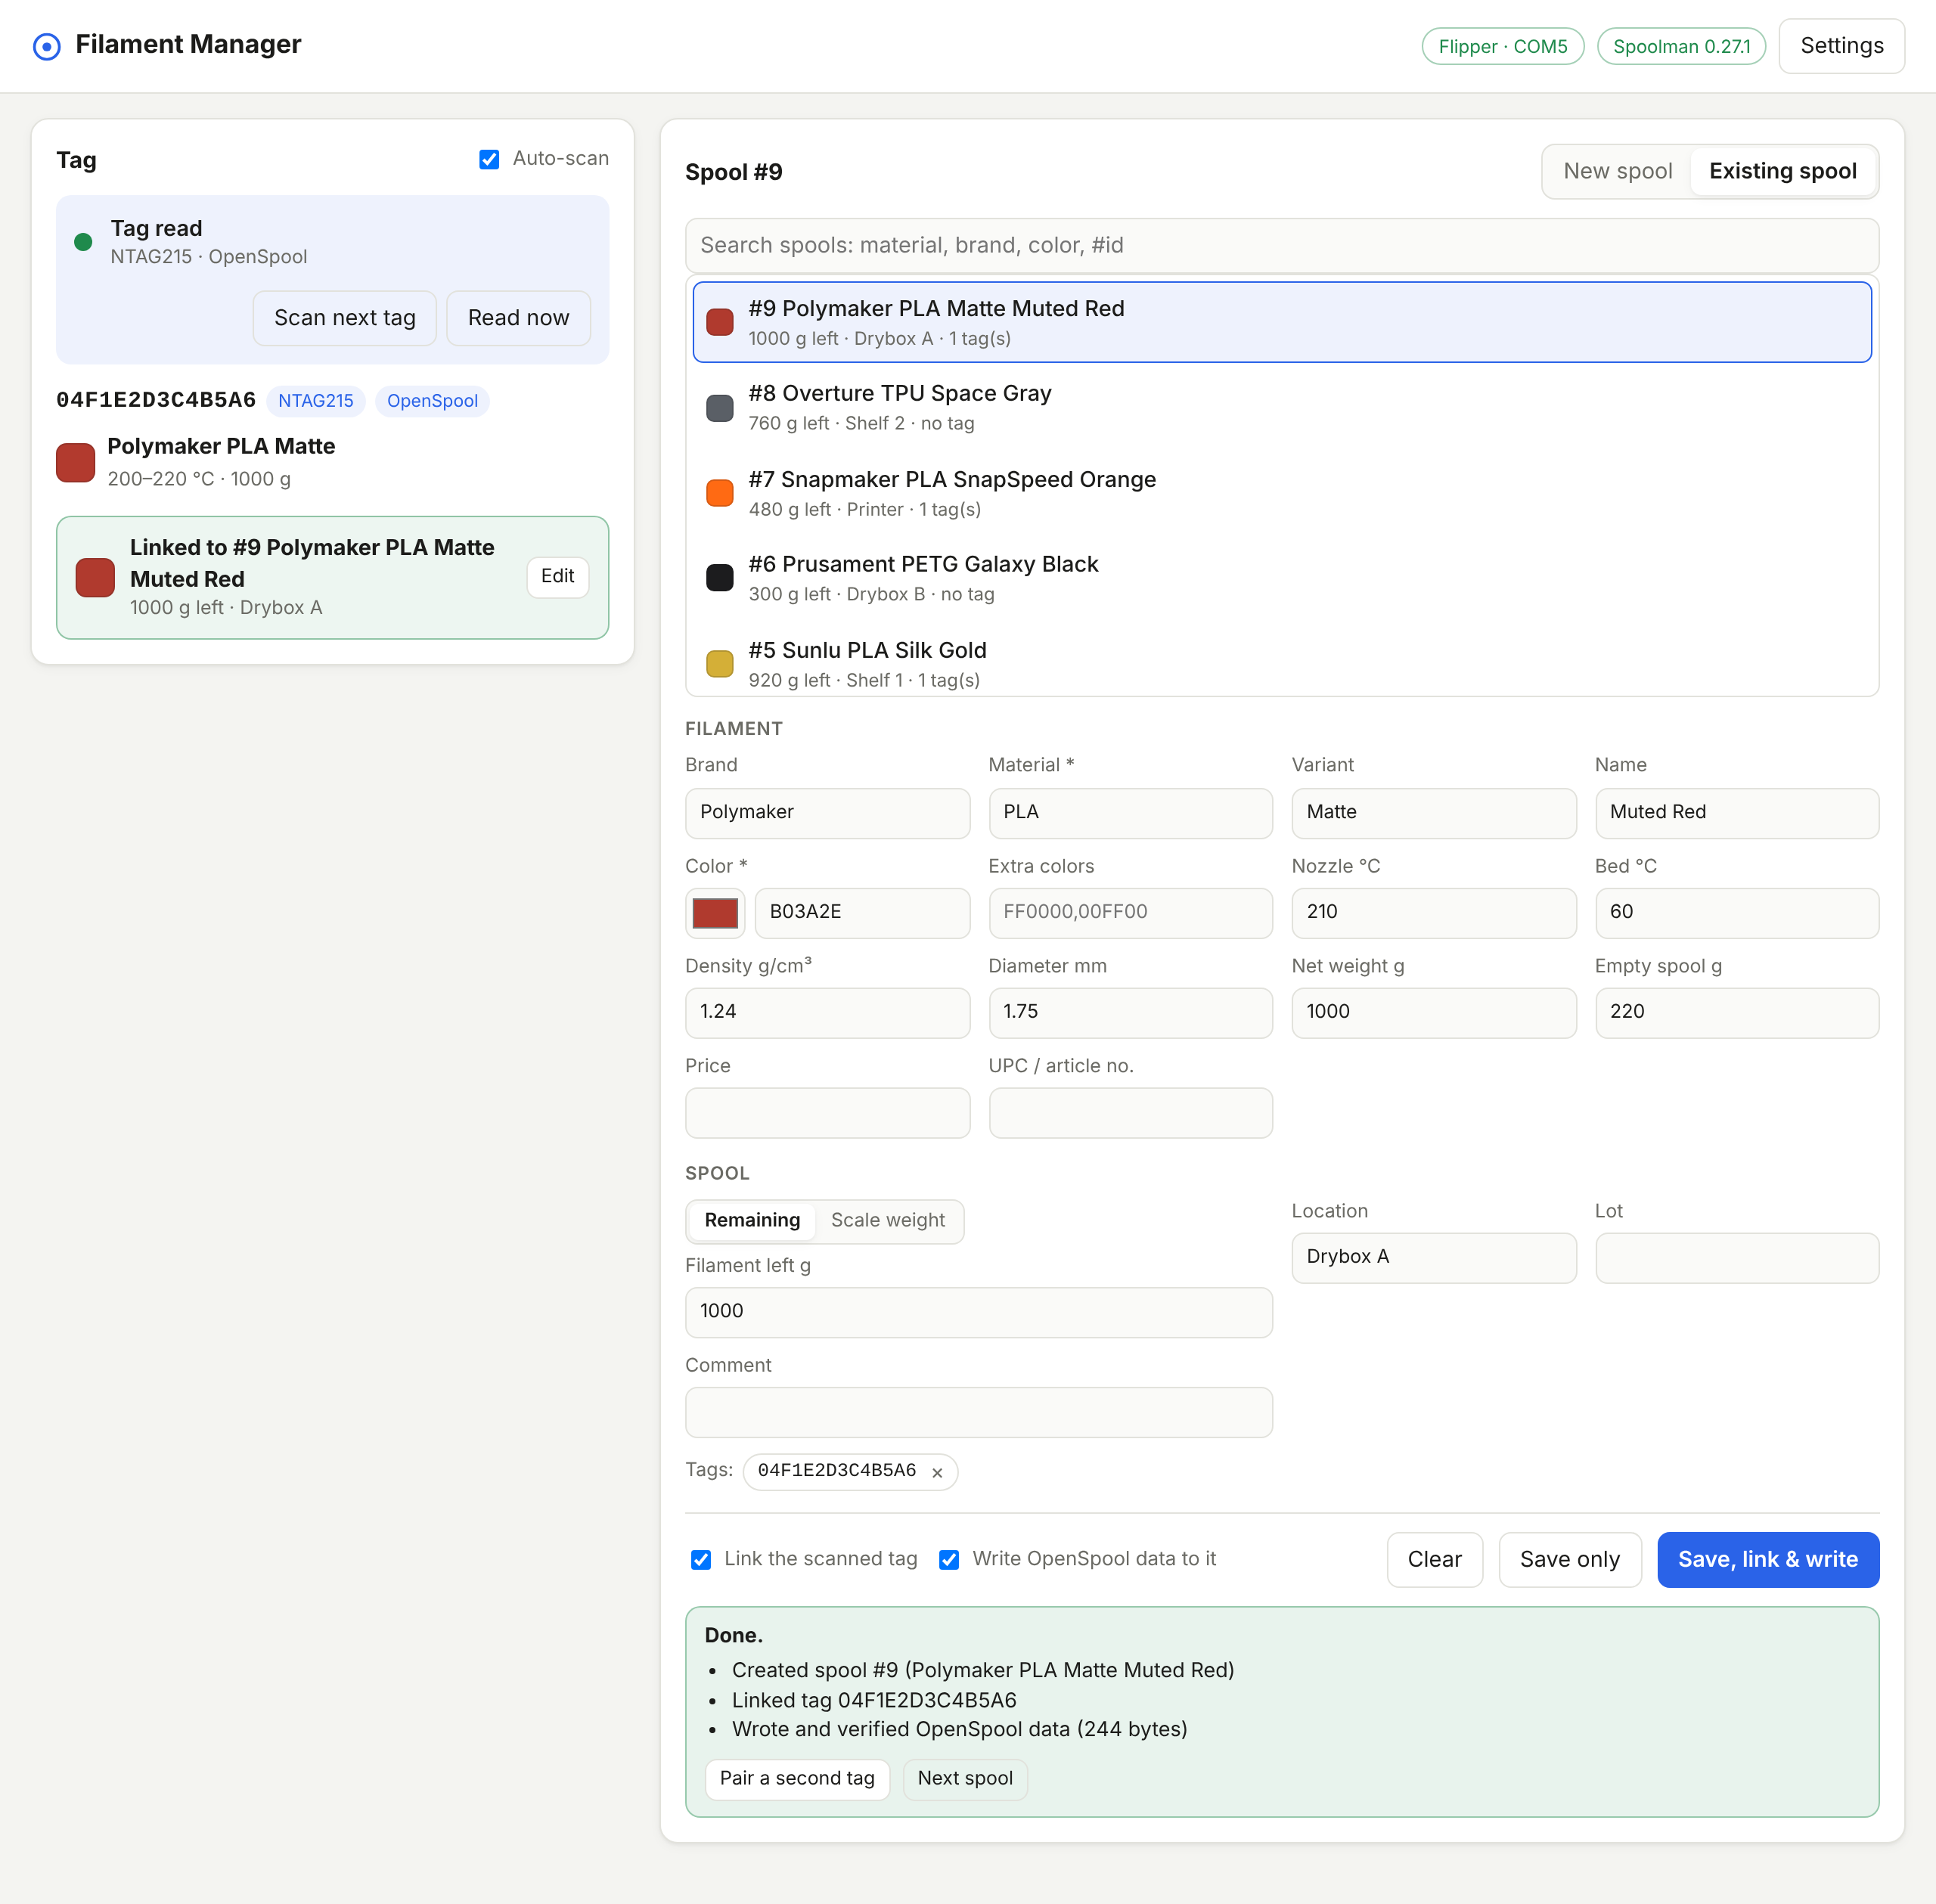 Filament Manager
Flipper · COM5
Spoolman 0.27.1
Settings
Tag
Auto-scan
Tag read
NTAG215 · OpenSpool
Scan next tag
Read now
04F1E2D3C4B5A6
NTAG215
OpenSpool
Polymaker PLA Matte
200–220 °C · 1000 g
Linked to #9 Polymaker PLA Matte
Muted Red
1000 g left · Drybox A
Edit
Spool #9
New spool
Existing spool
Search spools: material, brand, color, #id
#9 Polymaker PLA Matte Muted Red
1000 g left · Drybox A · 1 tag(s)
#8 Overture TPU Space Gray
760 g left · Shelf 2 · no tag
#7 Snapmaker PLA SnapSpeed Orange
480 g left · Printer · 1 tag(s)
#6 Prusament PETG Galaxy Black
300 g left · Drybox B · no tag
#5 Sunlu PLA Silk Gold
920 g left · Shelf 1 · 1 tag(s)
FILAMENT
Brand
Material *
Variant
Name
Polymaker
PLA
Matte
Muted Red
Color *
Extra colors
Nozzle °C
Bed °C
B03A2E
FF0000,00FF00
210
60
Density g/cm³
Diameter mm
Net weight g
Empty spool g
1.24
1.75
1000
220
Price
UPC / article no.
SPOOL
Remaining
Scale weight
Location
Lot
Filament left g
Drybox A
1000
Comment
Tags:
04F1E2D3C4B5A6 ×
Link the scanned tag
Write OpenSpool data to it
Clear
Save only
Save, link & write
Done.
• Created spool #9 (Polymaker PLA Matte Muted Red)
• Linked tag 04F1E2D3C4B5A6
• Wrote and verified OpenSpool data (244 bytes)
Pair a second tag
Next spool